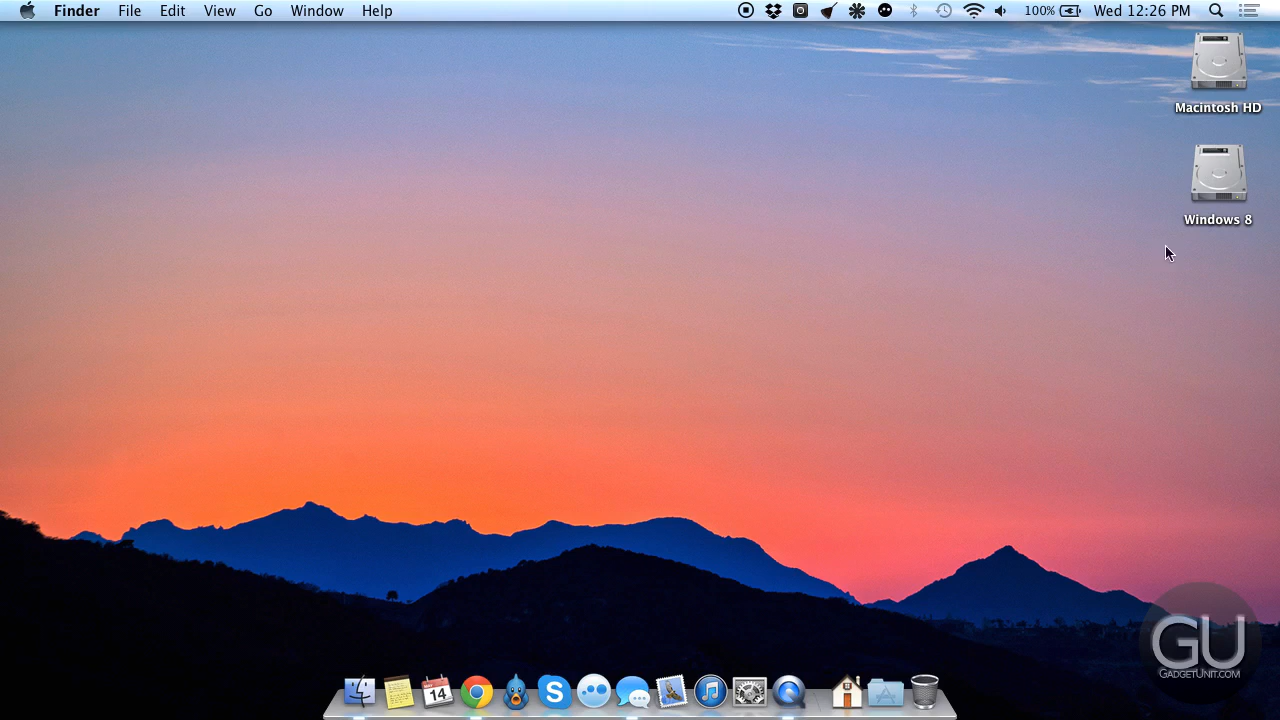 Finder File Edit View Go Window Help 100% Wed 12:26 PM
Macintosh HD
Windows 8
GU
GADGETUNIT.COM
MAY
14